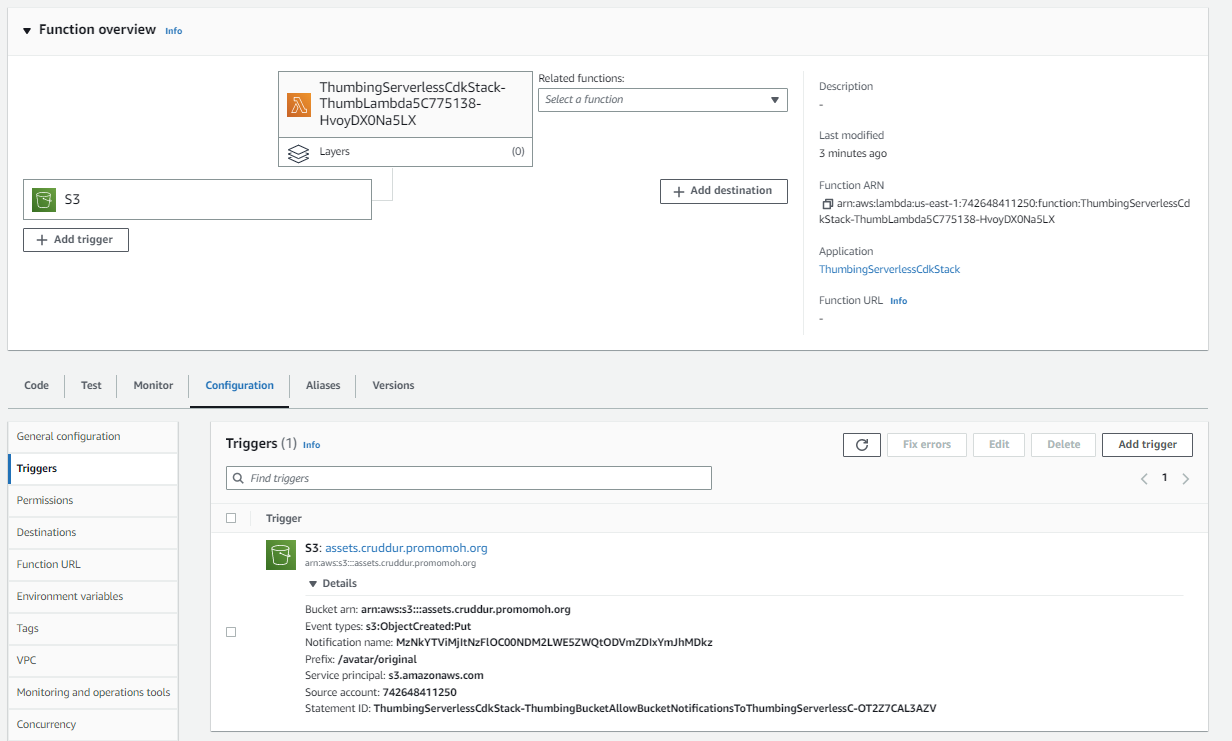 Function overview Info
ThumbingServerlessCdkStack-
ThumbLambda5C775138-
HvoyDX0Na5LX
Layers (0)
Related functions:
Select a function
S3
Add trigger
Add destination
Description
-
Last modified
3 minutes ago
Function ARN
arn:aws:lambda:us-east-1:742648411250:function:ThumbingServerlessCd
kStack-ThumbLambda5C775138-HvoyDX0Na5LX
Application
ThumbingServerlessCdkStack
Function URL Info
-
Code Test Monitor Configuration Aliases Versions
General configuration
Triggers
Permissions
Destinations
Function URL
Environment variables
Tags
VPC
Monitoring and operations tools
Concurrency
Triggers (1) Info
Fix errors Edit Delete Add trigger
Find triggers
1
Trigger
S3: assets.cruddur.promomoh.org
arn:aws:s3:::assets.cruddur.promomoh.org
Details
Bucket arn: arn:aws:s3:::assets.cruddur.promomoh.org
Event types: s3:ObjectCreated:Put
Notification name: MzNkYTViMjItNzFlOC00NDM2LWE5ZWQtODVmZDIxYmJhMDkz
Prefix: /avatar/original
Service principal: s3.amazonaws.com
Source account: 742648411250
Statement ID: ThumbingServerlessCdkStack-ThumbingBucketAllowBucketNotificationsToThumbingServerlessC-OT2Z7CAL3AZV